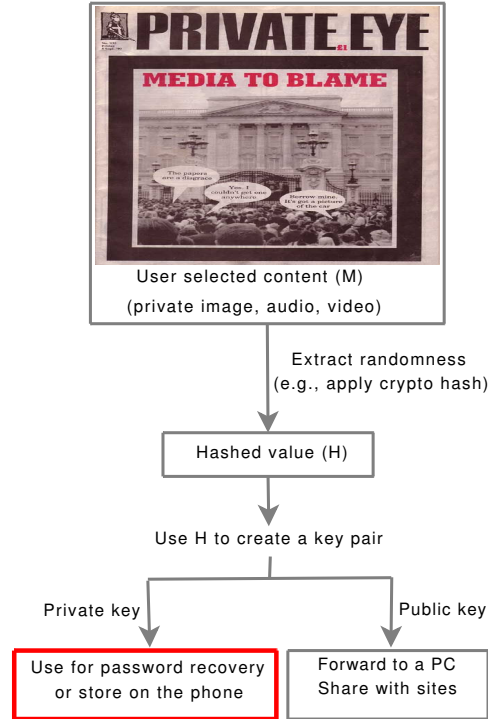 PRIVATE EYE
£1
MEDIA TO BLAME
The papers
are a disgrace
Yes. I
couldn't get one
anywhere
Borrow mine.
It's got a picture
of the car
User selected content (M)
(private image, audio, video)
Extract randomness
(e.g., apply crypto hash)
Hashed value (H)
Use H to create a key pair
Private key
Public key
Use for password recovery
or store on the phone
Forward to a PC
Share with sites